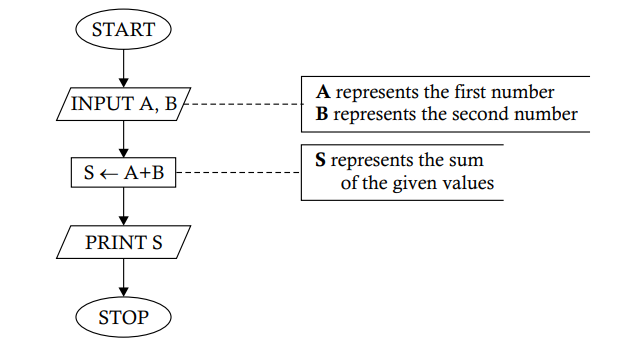 START
INPUT A, B
A represents the first number
B represents the second number
S ← A+B
S represents the sum
of the given values
PRINT S
STOP